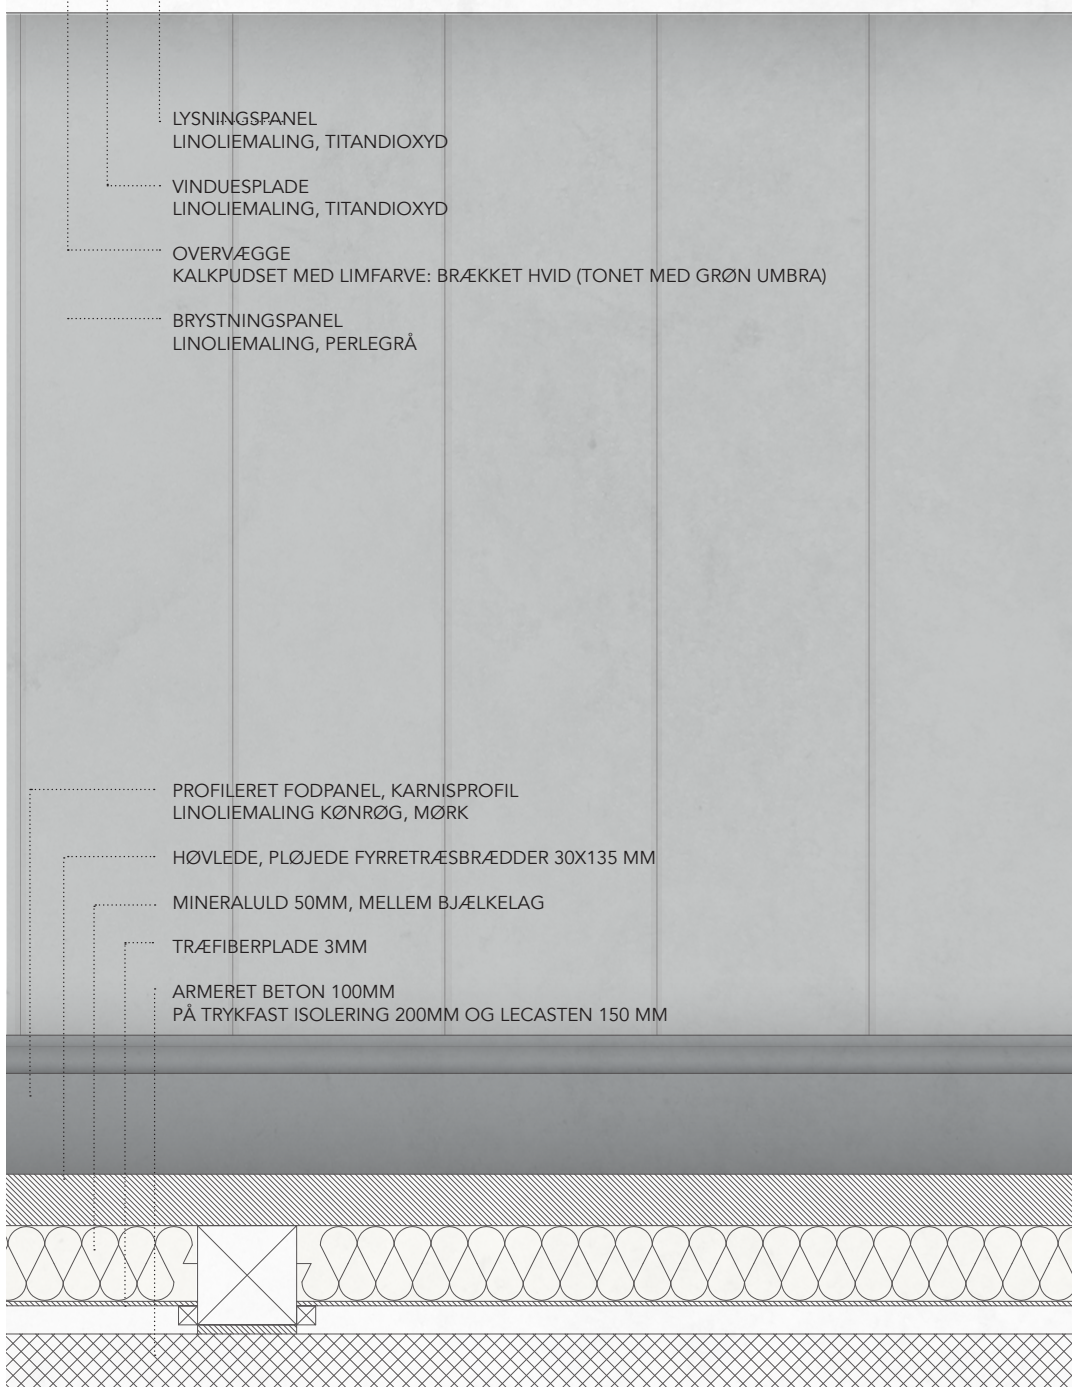 LYSNINGSPANEL
LINOLIEMALING, TITANDIOXYD
VINDUESPLADE
LINOLIEMALING, TITANDIOXYD
OVERVÆGGE
KALKPUDSET MED LIMFARVE: BRÆKKET HVID (TONET MED GRØN UMBRA)
BRYSTNINGSPANEL
LINOLIEMALING, PERLEGRÅ
PROFILERET FODPANEL, KARNISPROFIL
LINOLIEMALING KØNRØG, MØRK
HØVLEDE, PLØJEDE FYRRETRÆSBRÆDDER 30X135 MM
MINERALULD 50MM, MELLEM BJÆLKELAG
TRÆFIBERPLADE 3MM
ARMERET BETON 100MM
PÅ TRYKFAST ISOLERING 200MM OG LECASTEN 150 MM